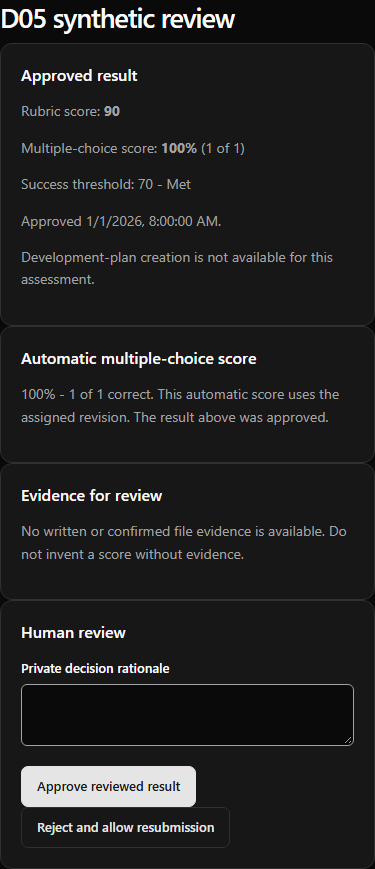 D05 synthetic review
Approved result
Rubric score: 90
Multiple-choice score: 100% (1 of 1)
Success threshold: 70 - Met
Approved 1/1/2026, 8:00:00 AM.
Development-plan creation is not available for this
assessment.
Automatic multiple-choice score
100% - 1 of 1 correct. This automatic score uses the
assigned revision. The result above was approved.
Evidence for review
No written or confirmed file evidence is available. Do
not invent a score without evidence.
Human review
Private decision rationale
Approve reviewed result
Reject and allow resubmission